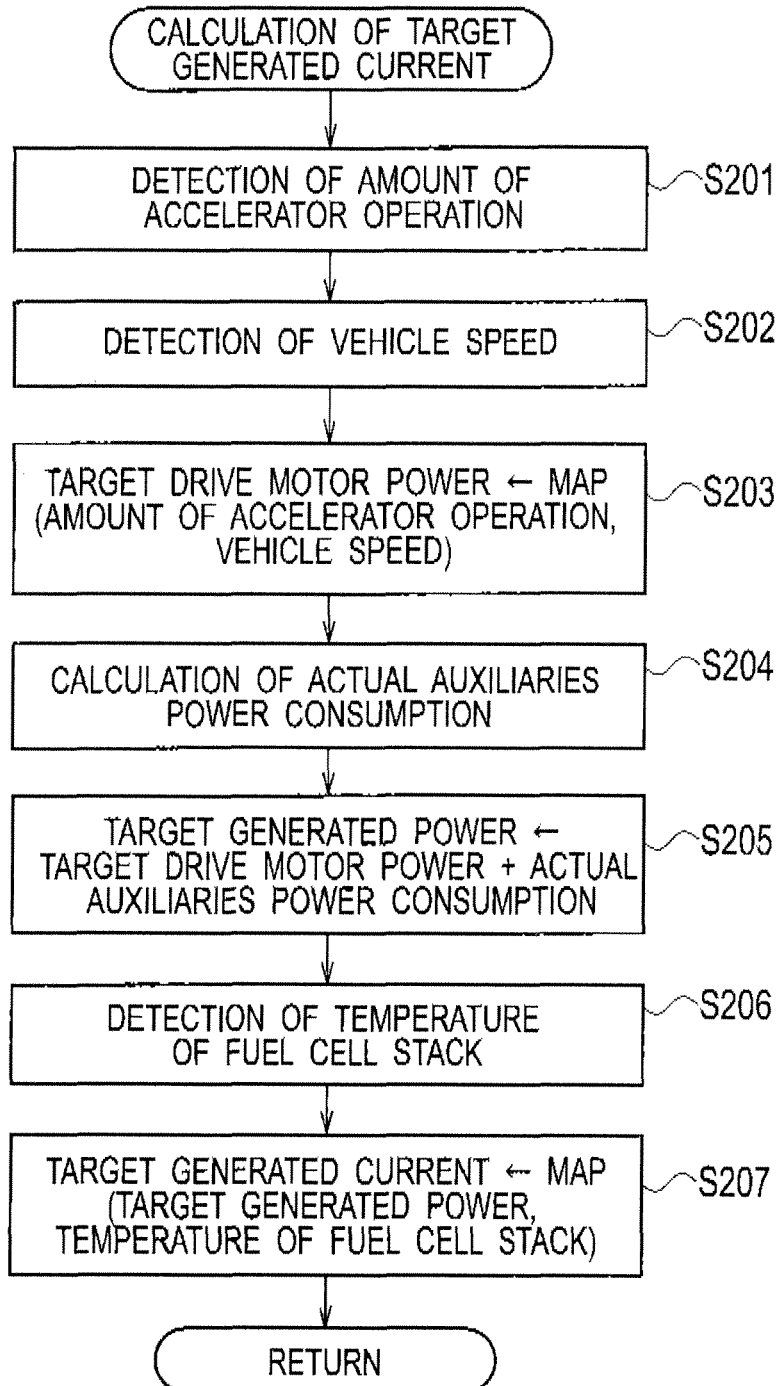 CALCULATION OF TARGET
GENERATED CURRENT
DETECTION OF AMOUNT OF
ACCELERATOR OPERATION
S201
DETECTION OF VEHICLE SPEED
S202
TARGET DRIVE MOTOR POWER ← MAP
(AMOUNT OF ACCELERATOR OPERATION,
VEHICLE SPEED)
S203
CALCULATION OF ACTUAL AUXILIARIES
POWER CONSUMPTION
S204
TARGET GENERATED POWER ←
TARGET DRIVE MOTOR POWER + ACTUAL
AUXILIARIES POWER CONSUMPTION
S205
DETECTION OF TEMPERATURE
OF FUEL CELL STACK
S206
TARGET GENERATED CURRENT ← MAP
(TARGET GENERATED POWER,
TEMPERATURE OF FUEL CELL STACK)
S207
RETURN